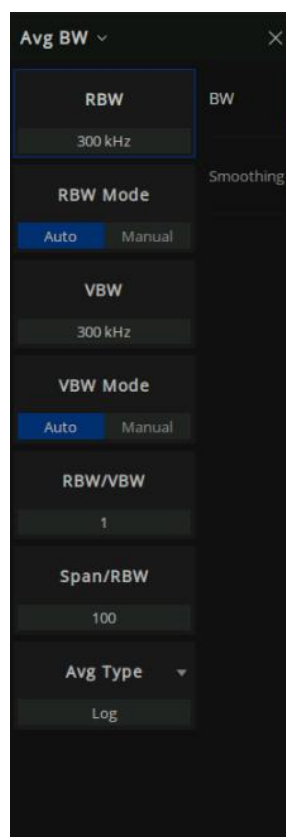 Avg BW
RBW
300 kHz
BW
RBW Mode
Auto Manual
Smoothing
VBW
300 kHz
VBW Mode
Auto Manual
RBW/VBW
1
Span/RBW
100
Avg Type
Log